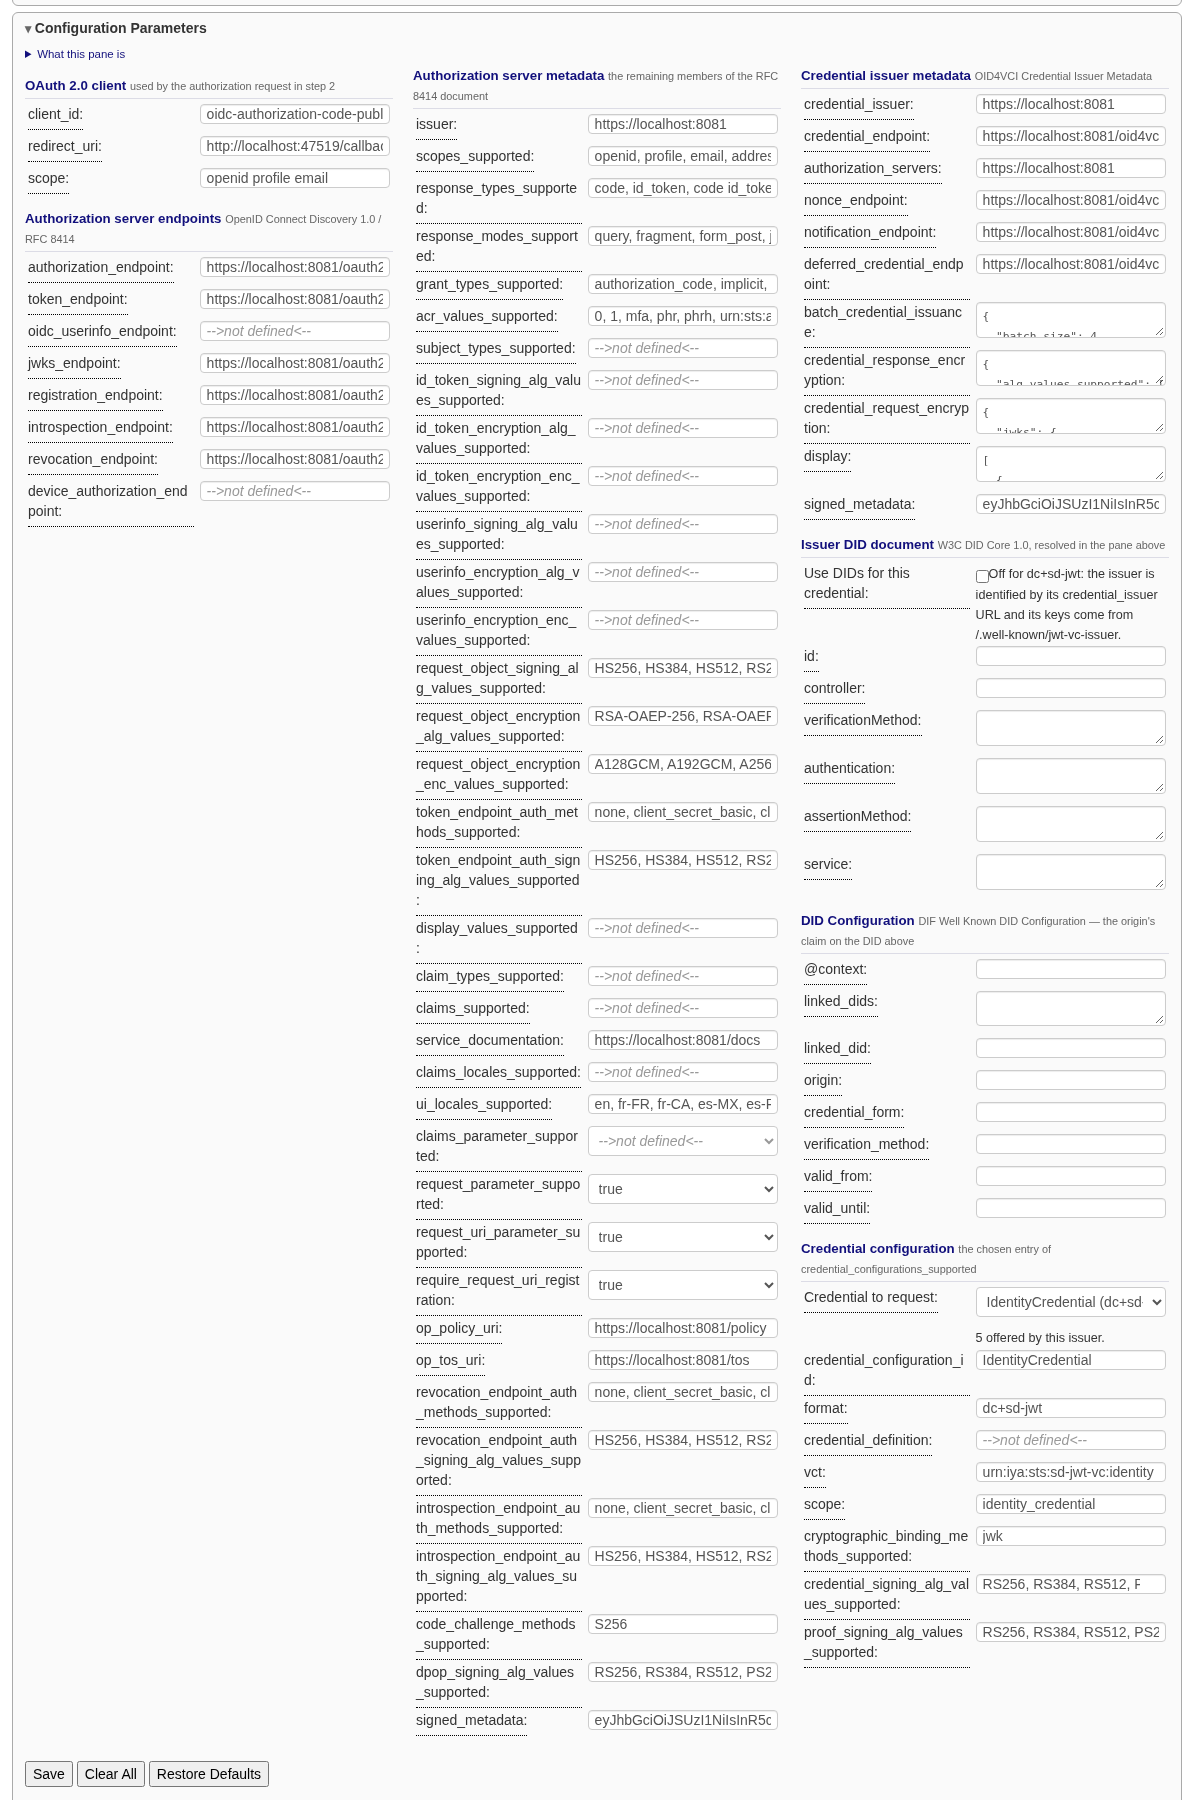 ▾ Configuration Parameters
▶ What this pane is
OAuth 2.0 client used by the authorization request in step 2
client_id: oidc-authorization-code-publ
redirect_uri: http://localhost:47519/callbac
scope: openid profile email
Authorization server endpoints OpenID Connect Discovery 1.0 /
RFC 8414
authorization_endpoint: https://localhost:8081/oauth2
token_endpoint: https://localhost:8081/oauth2
oidc_userinfo_endpoint: -->not defined<--
jwks_endpoint: https://localhost:8081/oauth2
registration_endpoint: https://localhost:8081/oauth2
introspection_endpoint: https://localhost:8081/oauth2
revocation_endpoint: https://localhost:8081/oauth2
device_authorization_end -->not defined<--
point:
Authorization server metadata the remaining members of the RFC
8414 document
issuer: https://localhost:8081
scopes_supported: openid, profile, email, addres
response_types_supporte code, id_token, code id_toke
d:
response_modes_support query, fragment, form_post, j
ed:
grant_types_supported: authorization_code, implicit,
acr_values_supported: 0, 1, mfa, phr, phrh, urn:sts:a
subject_types_supported: -->not defined<--
id_token_signing_alg_valu -->not defined<--
es_supported:
id_token_encryption_alg_ -->not defined<--
values_supported:
id_token_encryption_enc_ -->not defined<--
values_supported:
userinfo_signing_alg_valu -->not defined<--
es_supported:
userinfo_encryption_alg_v -->not defined<--
alues_supported:
userinfo_encryption_enc_ -->not defined<--
values_supported:
request_object_signing_al HS256, HS384, HS512, RS2
g_values_supported:
request_object_encryption RSA-OAEP-256, RSA-OAEP
_alg_values_supported:
request_object_encryption A128GCM, A192GCM, A256
_enc_values_supported:
token_endpoint_auth_met none, client_secret_basic, cl
hods_supported:
token_endpoint_auth_sign HS256, HS384, HS512, RS2
ing_alg_values_supported
:
display_values_supported -->not defined<--
:
claim_types_supported: -->not defined<--
claims_supported: -->not defined<--
service_documentation: https://localhost:8081/docs
claims_locales_supported: -->not defined<--
ui_locales_supported: en, fr-FR, fr-CA, es-MX, es-P
claims_parameter_suppor -->not defined<--
ted:
request_parameter_suppo true
rted:
request_uri_parameter_su true
pported:
require_request_uri_regist true
ration:
op_policy_uri: https://localhost:8081/policy
op_tos_uri: https://localhost:8081/tos
revocation_endpoint_auth none, client_secret_basic, cl
_methods_supported:
revocation_endpoint_auth HS256, HS384, HS512, RS2
_signing_alg_values_supp
orted:
introspection_endpoint_au none, client_secret_basic, cl
th_methods_supported:
introspection_endpoint_au HS256, HS384, HS512, RS2
th_signing_alg_values_su
pported:
code_challenge_methods S256
_supported:
dpop_signing_alg_values RS256, RS384, RS512, PS2
_supported:
signed_metadata: eyJhbGciOiJSUzI1NiIsInR5c
Credential issuer metadata OID4VCI Credential Issuer Metadata
credential_issuer: https://localhost:8081
credential_endpoint: https://localhost:8081/oid4vc
authorization_servers: https://localhost:8081
nonce_endpoint: https://localhost:8081/oid4vc
notification_endpoint: https://localhost:8081/oid4vc
deferred_credential_endp https://localhost:8081/oid4vc
oint:
batch_credential_issuanc {
e: "batch_size": 4
credential_response_encr {
yption: "alg_values_supported": [
credential_request_encryp {
tion: "jwks": {
display: [
{
signed_metadata: eyJhbGciOiJSUzI1NiIsInR5c
Issuer DID document W3C DID Core 1.0, resolved in the pane above
Use DIDs for this Off for dc+sd-jwt: the issuer is
credential: identified by its credential_issuer
URL and its keys come from
/.well-known/jwt-vc-issuer.
id:
controller:
verificationMethod:
authentication:
assertionMethod:
service:
DID Configuration DIF Well Known DID Configuration — the origin's
claim on the DID above
@context:
linked_dids:
linked_did:
origin:
credential_form:
verification_method:
valid_from:
valid_until:
Credential configuration the chosen entry of
credential_configurations_supported
Credential to request: IdentityCredential (dc+sd-
5 offered by this issuer.
credential_configuration_i IdentityCredential
d:
format: dc+sd-jwt
credential_definition: -->not defined<--
vct: urn:iya:sts:sd-jwt-vc:identity
scope: identity_credential
cryptographic_binding_me jwk
thods_supported:
credential_signing_alg_val RS256, RS384, RS512, P
ues_supported:
proof_signing_alg_values RS256, RS384, RS512, PS2
_supported:
Save Clear All Restore Defaults